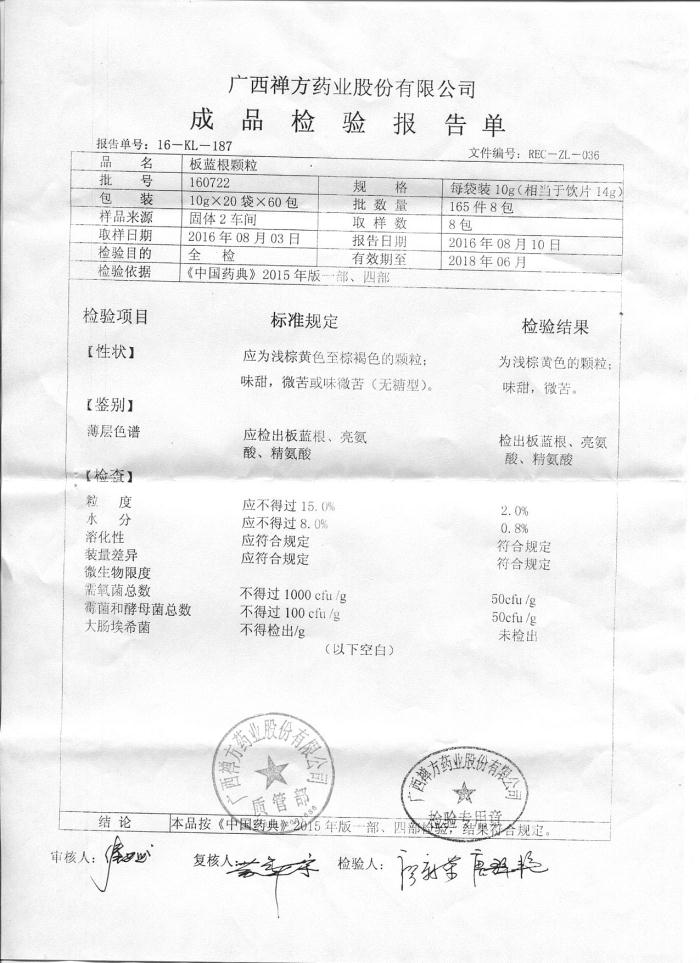 广西禅方药业股份有限公司
成品检验报告单
报告单号：16-KL-187 文件编号：REC-ZL-036
品名 板蓝根颗粒
批号 160722 规格 每袋装10g(相当于饮片14g)
包装 10g×20袋×60包 批数量 165件8包
样品来源 固体2车间 取样数 8包
取样日期 2016年08月03日 报告日期 2016年08月10日
检验目的 全检 有效期至 2018年06月
检验依据 《中国药典》2015年版一部、四部
检验项目 标准规定 检验结果
【性状】 应为浅棕黄色至棕褐色的颗粒； 为浅棕黄色的颗粒；
味甜，微苦或味微苦（无糖型）。 味甜，微苦。
【鉴别】
薄层色谱 应检出板蓝根、亮氨 检出板蓝根、亮氨
酸、精氨酸 酸、精氨酸
【检查】
粒度 应不得过15.0% 2.0%
水分 应不得过8.0% 0.8%
溶化性 应符合规定 符合规定
装量差异 应符合规定 符合规定
微生物限度
需氧菌总数 不得过1000 cfu/g 50cfu/g
霉菌和酵母菌总数 不得过100 cfu/g 50cfu/g
大肠埃希菌 不得检出/g 未检出
（以下空白）
广西禅方药业股份有限公司
质管部
广西禅方药业股份有限公司
检验专用章
结论 本品按《中国药典》2015年版一部、四部检验，结果符合规定。
审核人： 复核人： 检验人：